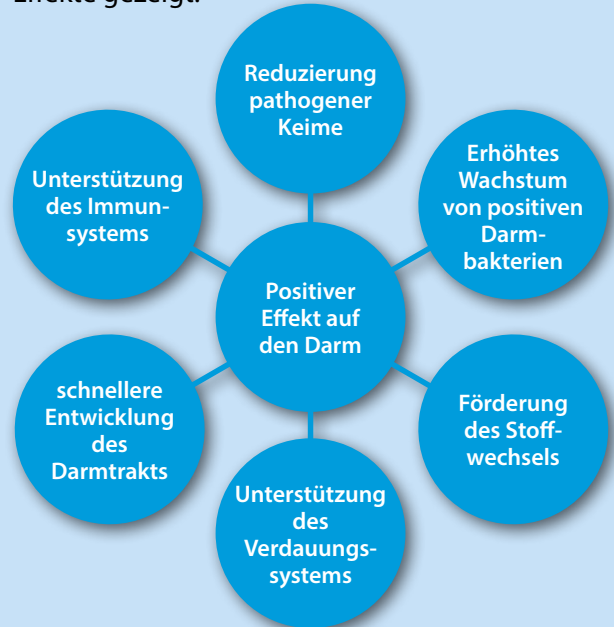 Effekte gezeigt:
Reduzierung
pathogener
Keime
Erhöhtes
Wachstum
von positiven
Darm-
bakterien
Unterstützung
des Immun-
systems
Positiver
Effekt auf
den Darm
schnellere
Entwicklung
des
Darmtrakts
Förderung
des Stoff-
wechsels
Unterstützung
des
Verdauungs-
systems